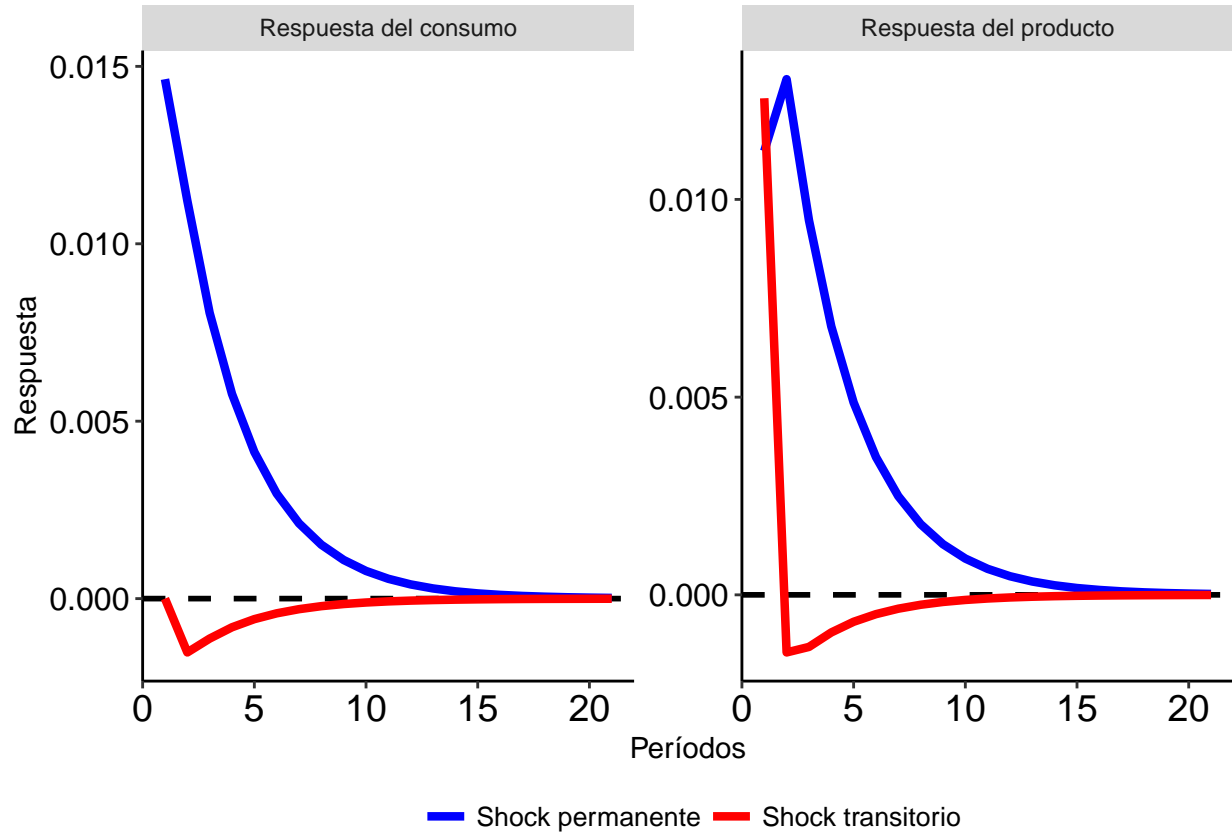 Respuesta del consumo
Respuesta del producto
Respuesta
0.015
0.010
0.005
0.000
0.010
0.005
0.000
0 5 10 15 20
0 5 10 15 20
Períodos
Shock permanente Shock transitorio